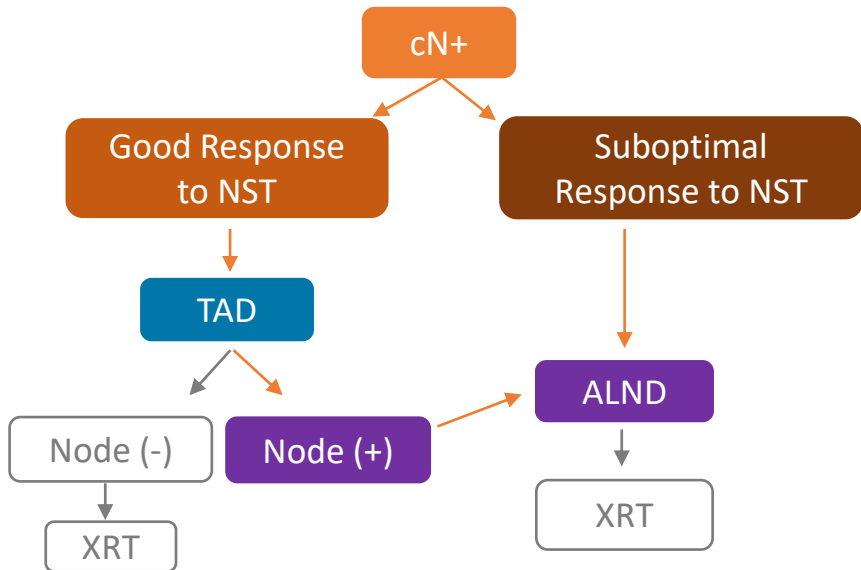 cN+
Good Response
to NST
Suboptimal
Response to NST
TAD
ALND
Node (-)
Node (+)
XRT
XRT